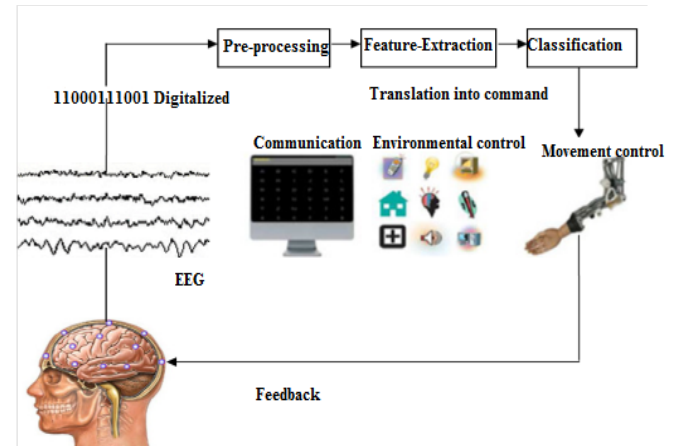 Pre-processing
Feature-Extraction
Classification
11000111001 Digitalized
Translation into command
Communication
Environmental control
Movement control
EEG
Feedback